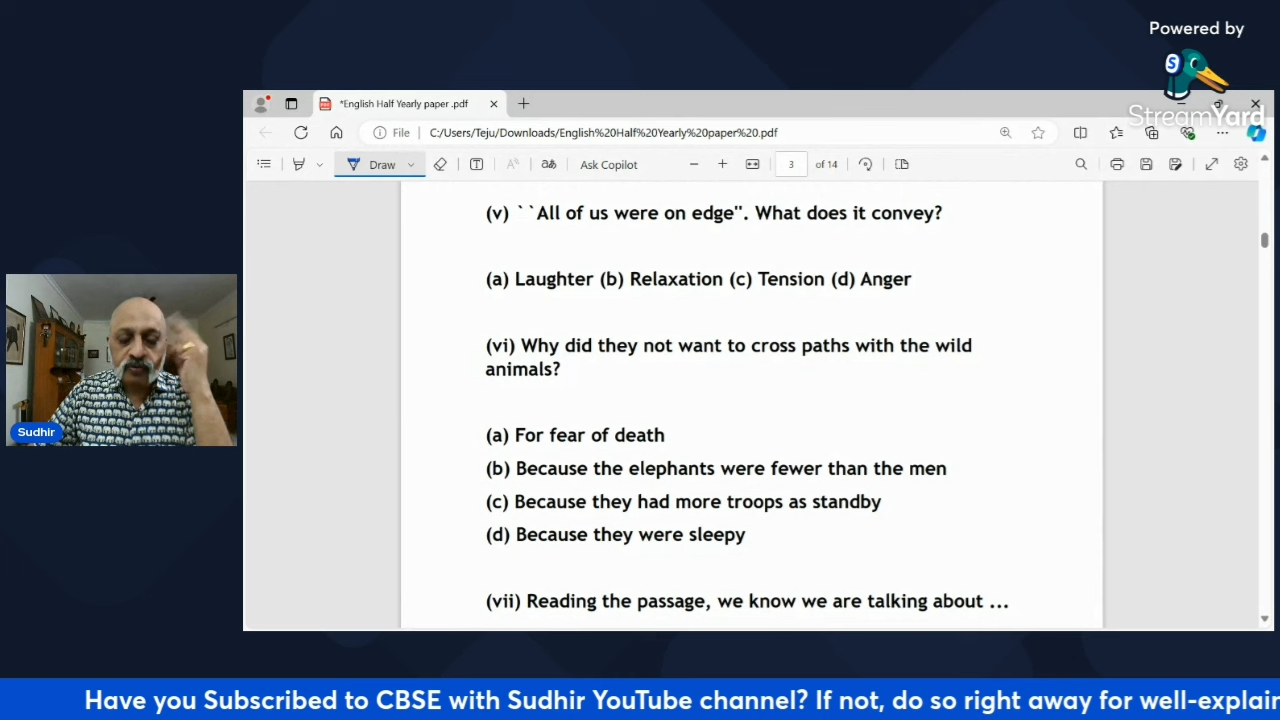 Powered by
S
StreamYard
*English Half Yearly paper .pdf
File
C:/Users/Teju/Downloads/English%20Half%20Yearly%20paper%20.pdf
Draw
Ask Copilot
3
of 14
(v) ``All of us were on edge". What does it convey?
(a) Laughter (b) Relaxation (c) Tension (d) Anger
(vi) Why did they not want to cross paths with the wild
animals?
(a) For fear of death
(b) Because the elephants were fewer than the men
(c) Because they had more troops as standby
(d) Because they were sleepy
(vii) Reading the passage, we know we are talking about ...
Sudhir
Have you Subscribed to CBSE with Sudhir YouTube channel? If not, do so right away for well-explai